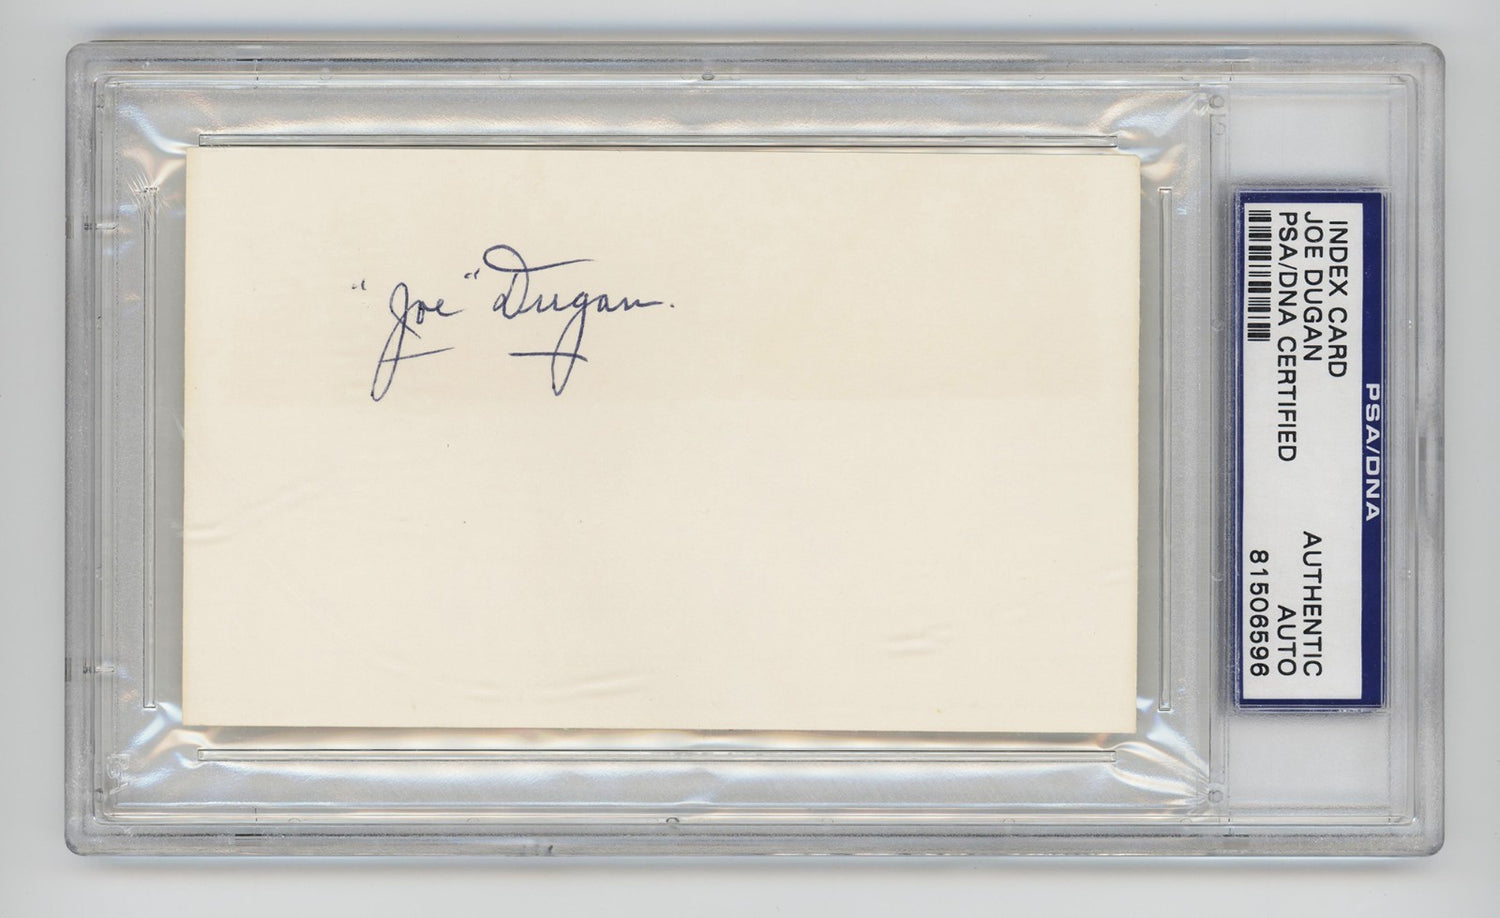 "Joe" Dugan.
PSA/DNA
INDEX CARD
JOE DUGAN AUTHENTIC
PSA/DNA CERTIFIED AUTO
81506596